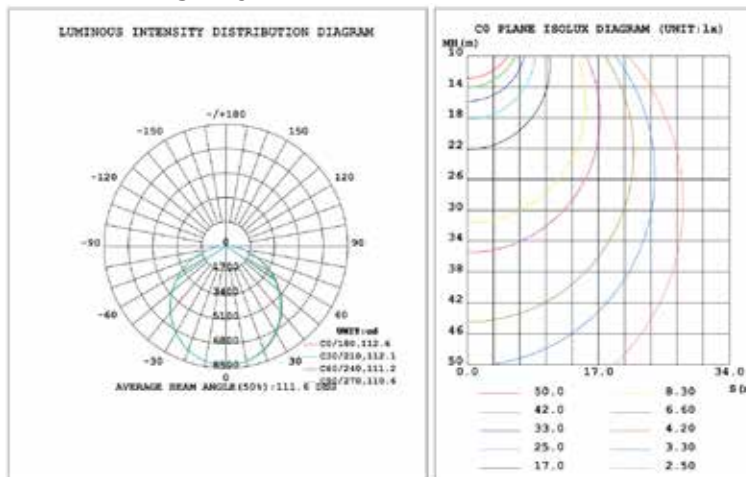 LUMINOUS INTENSITY DISTRIBUTION DIAGRAM
-/+180
-150 150
-120 120
-90 90
-60 60
-30 30
0
0
1700
3400
5100
6800
8500
UNIT:cd
C0/180,112.6
C30/210,112.1
C60/240,111.2
C90/270,110.6
AVERAGE BEAM ANGLE(50%):111.6 DEG
C0 PLANE ISOLUX DIAGRAM (UNIT:lx)
MH(m)
10
14
18
22
26
30
34
38
42
46
50
0.0 17.0 34.0
50.0 8.30
42.0 6.60
33.0 4.20
25.0 3.30
17.0 2.50